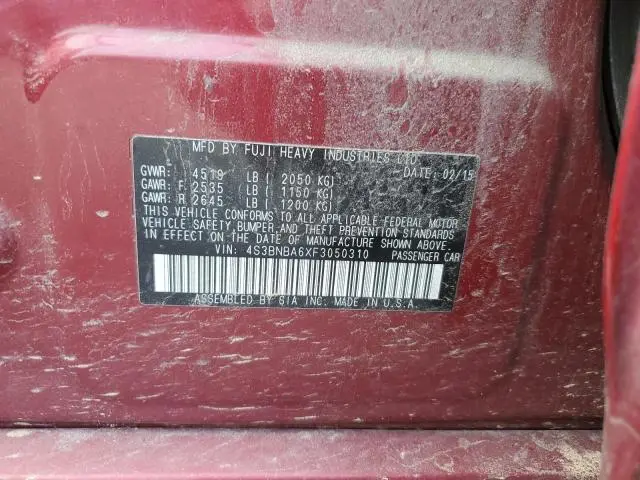 MFD BY FUJI HEAVY INDUSTRIES LTD.
DATE: 02/15
GVWR: 4519 LB ( 2050 KG)
GAWR: F. 2535 LB ( 1150 KG)
GAWR: R. 2645 LB ( 1200 KG)
THIS VEHICLE CONFORMS TO ALL APPLICABLE FEDERAL MOTOR
VEHICLE SAFETY, BUMPER, AND THEFT PREVENTION STANDARDS
IN EFFECT ON THE DATE OF MANUFACTURE SHOWN ABOVE.
VIN: 4S3BNBA6XF3050310 PASSENGER CAR
ASSEMBLED BY SIA INC. MADE IN U.S.A.